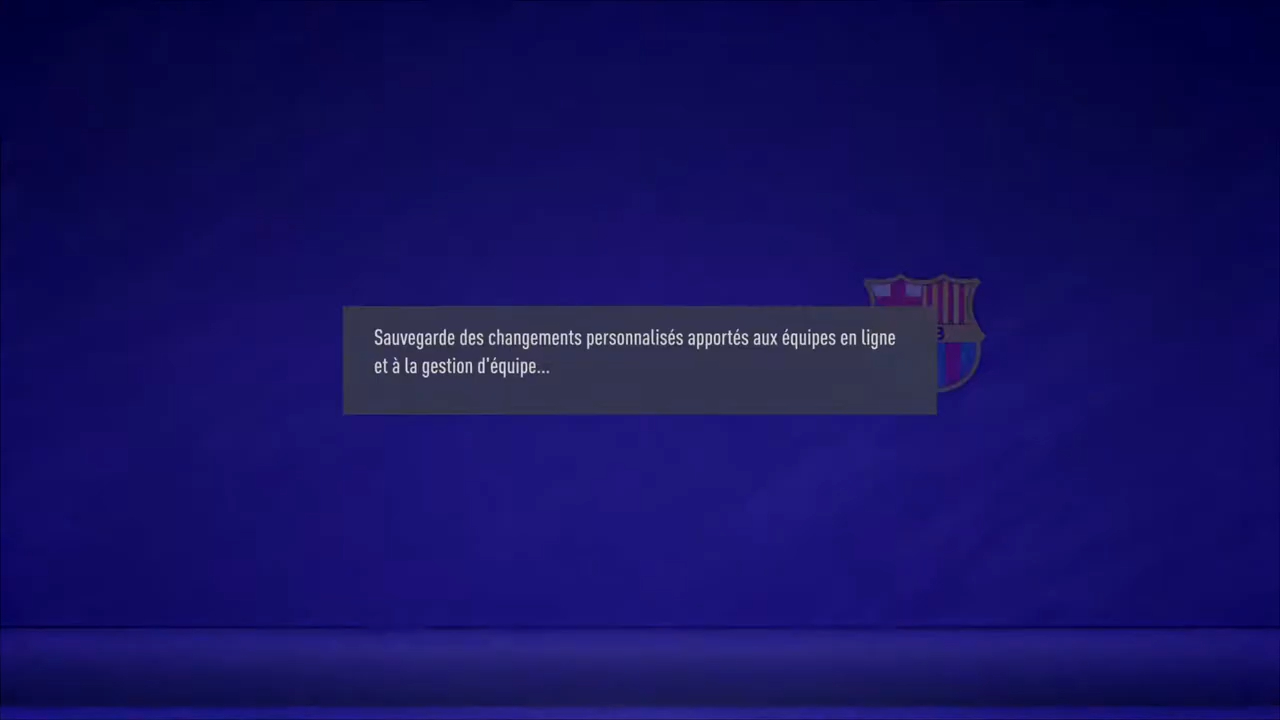 Sauvegarde des changements personnalisés apportés aux équipes en ligne
et à la gestion d'équipe...